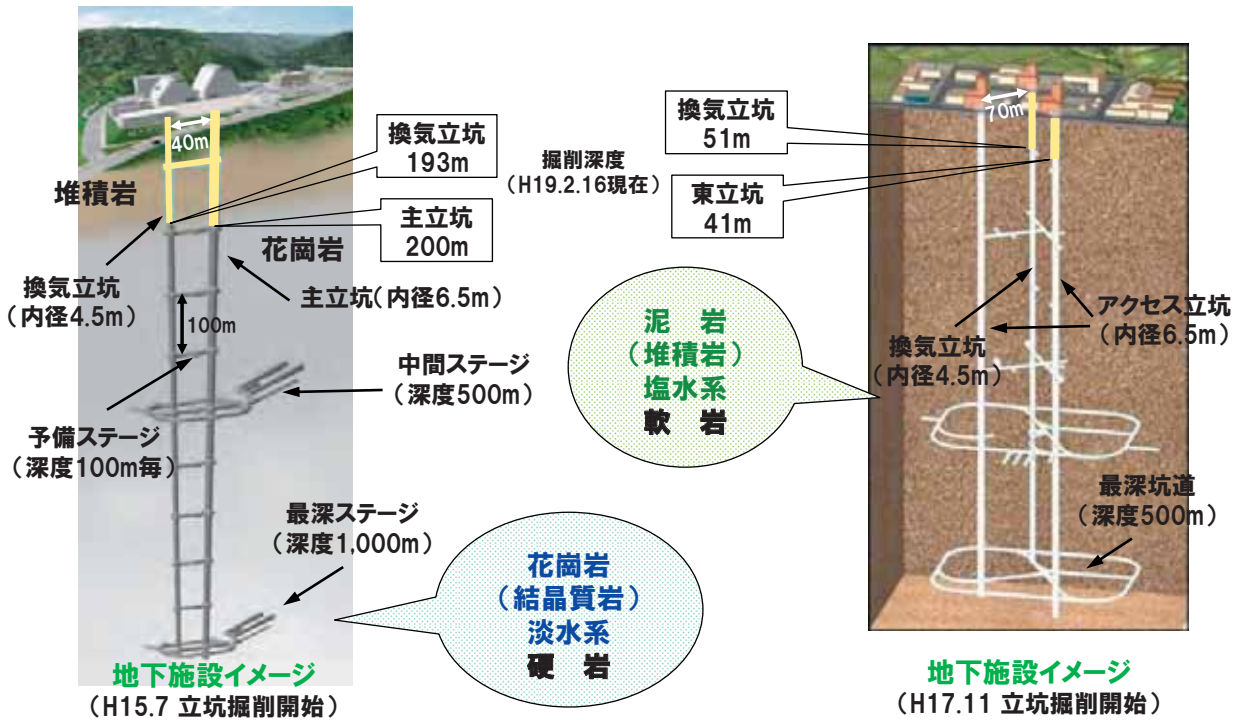 40m
堆積岩
換気立坑
193m
主立坑
200m
花崗岩
換気立坑
(内径4.5m)
主立坑(内径6.5m)
100m
中間ステージ
(深度500m)
予備ステージ
(深度100m毎)
最深ステージ
(深度1,000m)
花崗岩
(結晶質岩)
淡水系
硬 岩
地下施設イメージ
(H15.7 立坑掘削開始)
掘削深度
(H19.2.16現在)
70m
換気立坑
51m
東立坑
41m
泥 岩
(堆積岩)
塩水系
軟 岩
アクセス立坑
(内径6.5m)
換気立坑
(内径4.5m)
最深坑道
(深度500m)
地下施設イメージ
(H17.11 立坑掘削開始)